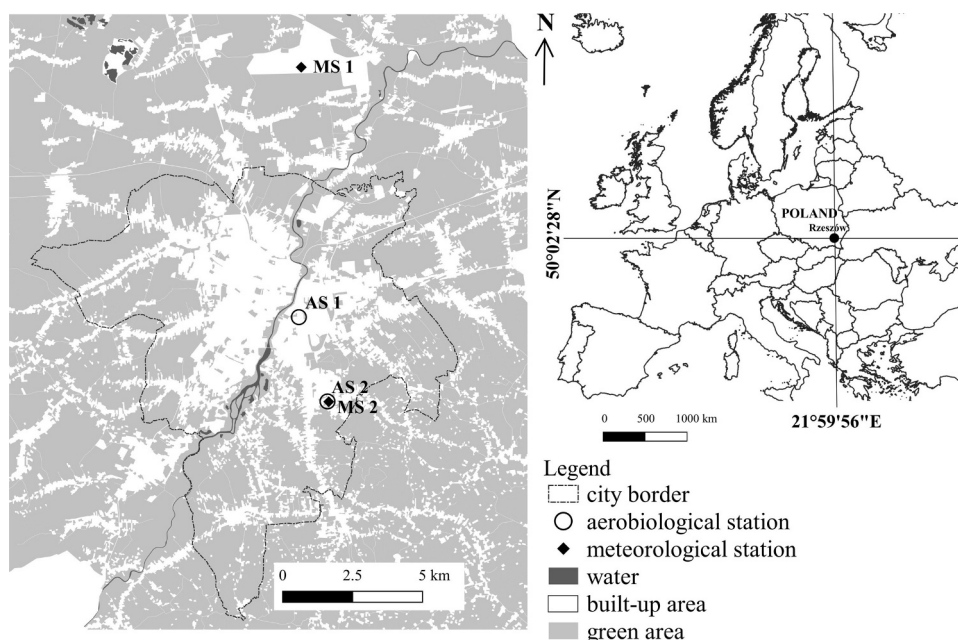 MS 1
AS 1
AS 2
MS 2
0 2.5 5 km
N
50°02'28"N
POLAND
Rzeszów
21°59'56"E
0 500 1000 km
Legend
city border
aerobiological station
meteorological station
water
built-up area
green area